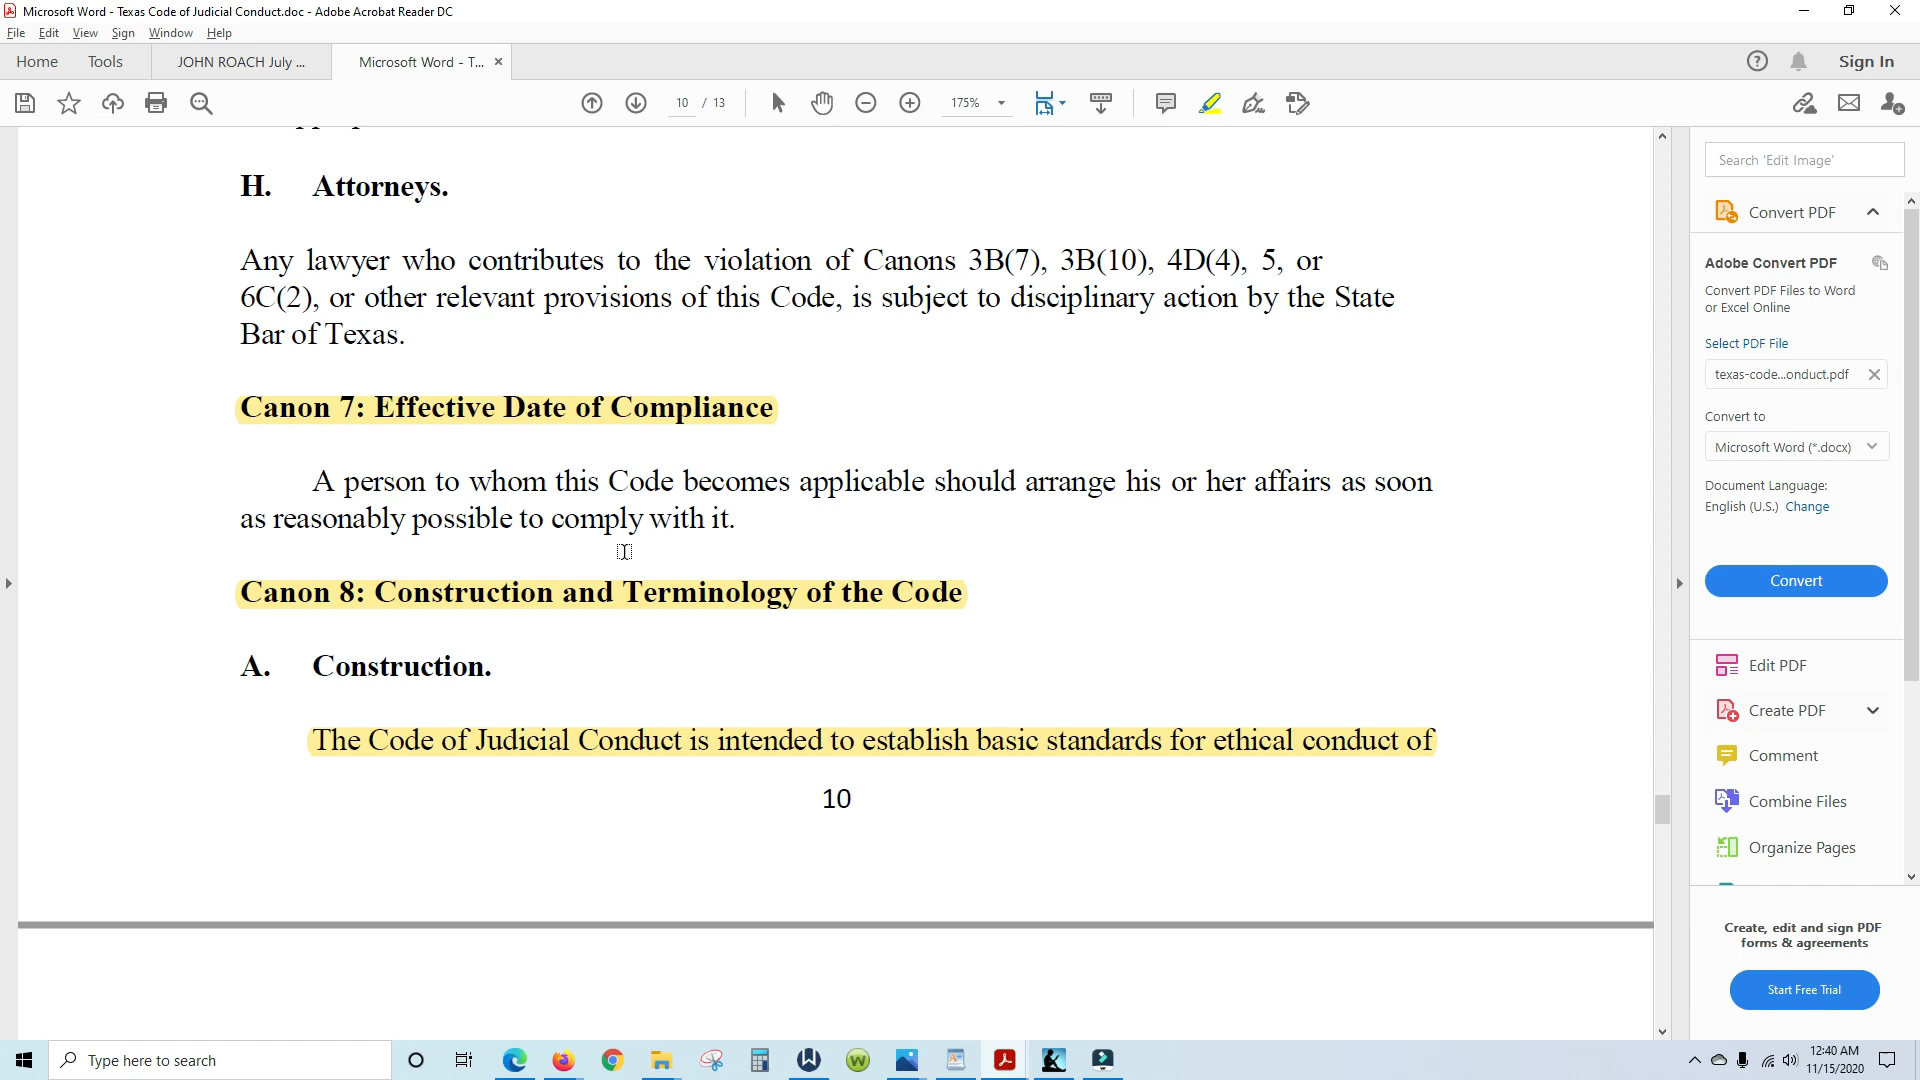 Microsoft Word - Texas Code of Judicial Conduct.doc - Adobe Acrobat Reader DC
File Edit View Sign Window Help
Home Tools JOHN ROACH July ... Microsoft Word - T... × Sign In
10 / 13 175%
H. Attorneys.
Any lawyer who contributes to the violation of Canons 3B(7), 3B(10), 4D(4), 5, or
6C(2), or other relevant provisions of this Code, is subject to disciplinary action by the State
Bar of Texas.
Canon 7: Effective Date of Compliance
A person to whom this Code becomes applicable should arrange his or her affairs as soon
as reasonably possible to comply with it.
Canon 8: Construction and Terminology of the Code
A. Construction.
The Code of Judicial Conduct is intended to establish basic standards for ethical conduct of
10
Search 'Edit Image'
Convert PDF
Adobe Convert PDF
Convert PDF Files to Word
or Excel Online
Select PDF File
texas-code...onduct.pdf
Convert to
Microsoft Word (*.docx)
Document Language:
English (U.S.) Change
Convert
Edit PDF
Create PDF
Comment
Combine Files
Organize Pages
Create, edit and sign PDF
forms & agreements
Start Free Trial
Type here to search
12:40 AM
11/15/2020